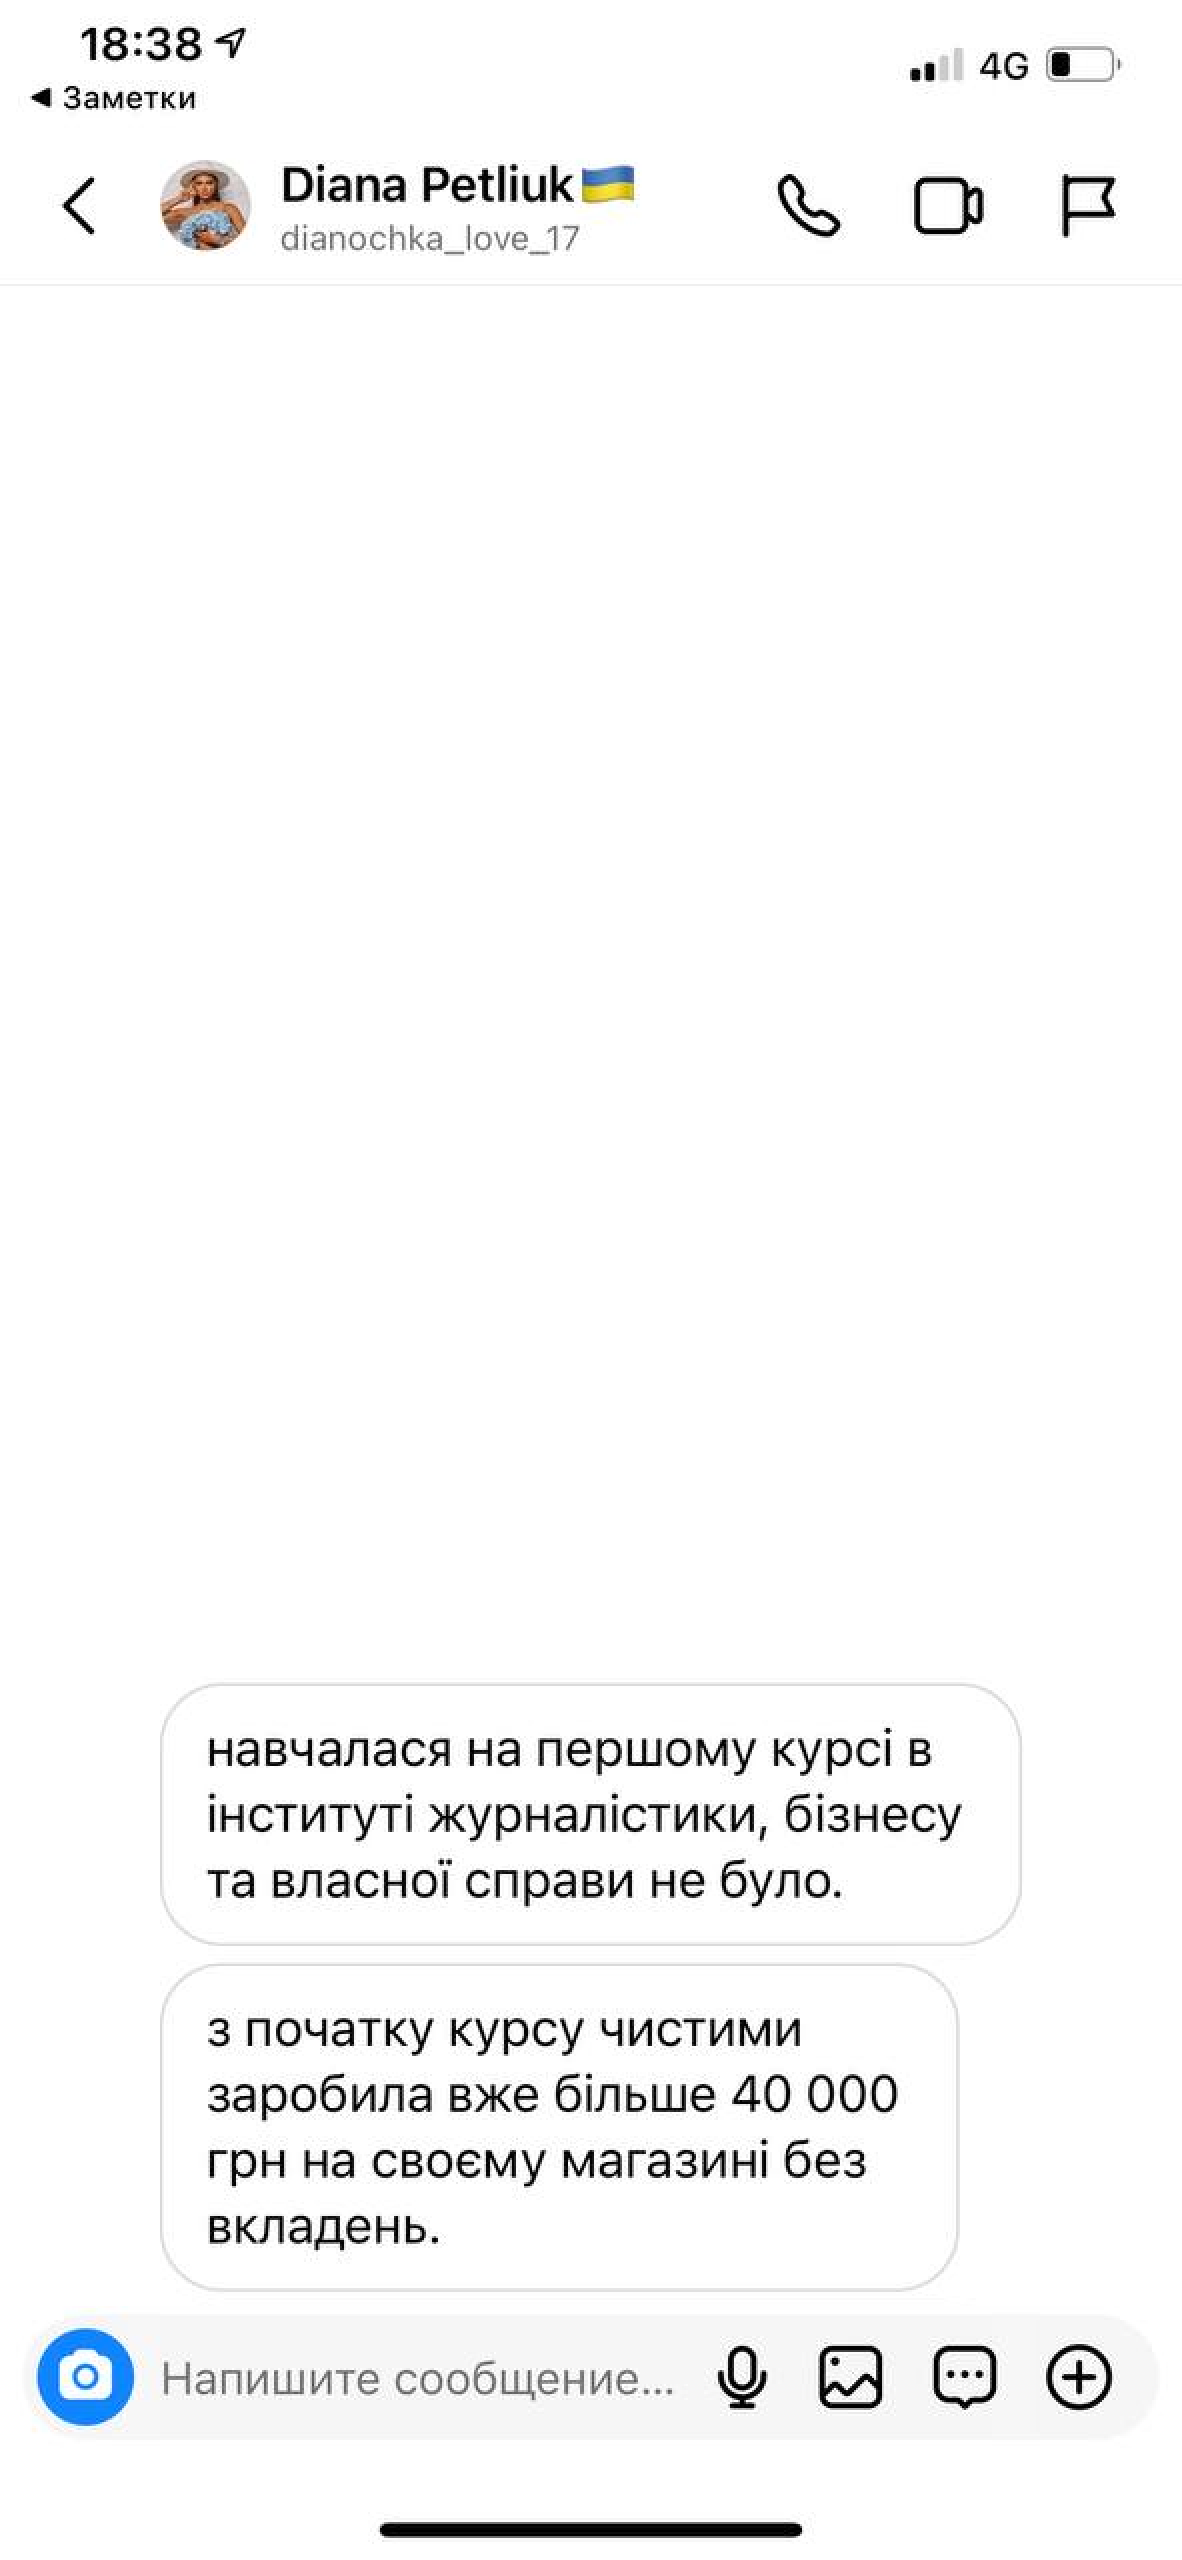 18:38
4G
◀ Заметки
Diana Petliuk🇺🇦
dianochka_love_17
навчалася на першому курсі в
інституті журналістики, бізнесу
та власної справи не було.
з початку курсу чистими
заробила вже більше 40 000
грн на своєму магазині без
вкладень.
Напишите сообщение...